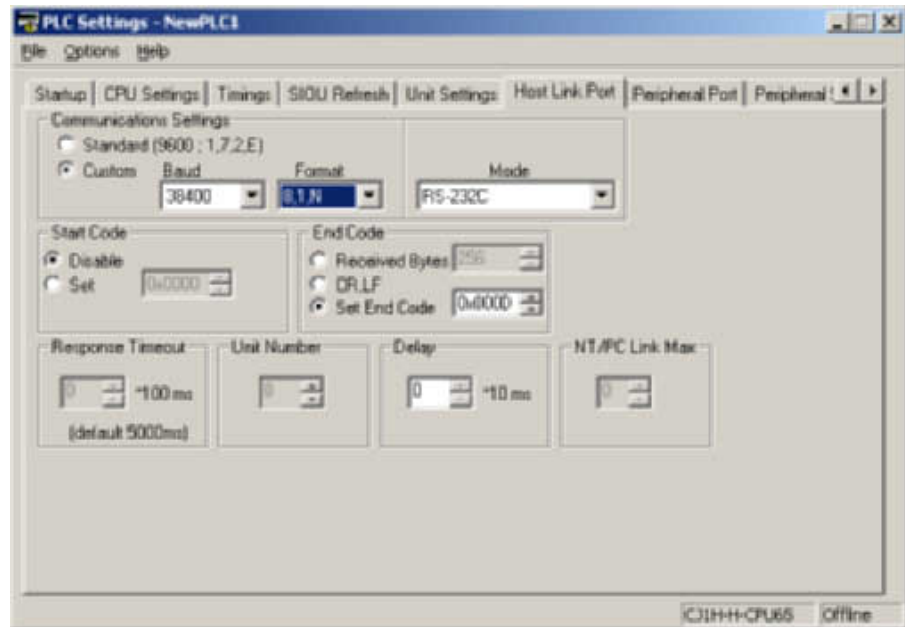 PLC Settings - NewPLC1
File Options Help
Startup CPU Settings Timings SIOU Refresh Unit Settings Host Link Port Peripheral Port Peripheral
Communications Settings
Standard (9600 ; 1,7,2,E)
Custom Baud Format Mode
38400 8,1,N RS-232C
Start Code End Code
Disable Received Bytes 256
Set 0x0000 CR,LF
Set End Code 0x000D
Response Timeout Unit Number Delay NT/PC Link Max
0 *100 ms 0 0 *10 ms 0
(default 5000ms)
CJ1H-H-CPU65 Offline